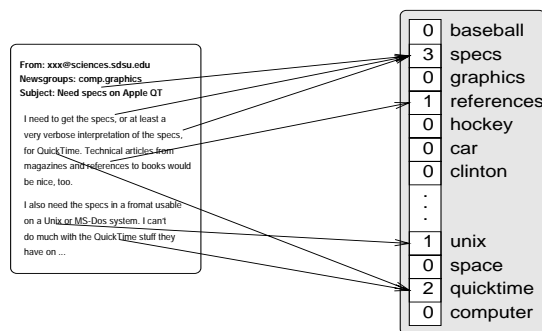 From: xxx@sciences.sdsu.edu
Newsgroups: comp.graphics
Subject: Need specs on Apple QT
I need to get the specs, or at least a
very verbose interpretation of the specs,
for QuickTime. Technical articles from
magazines and references to books would
be nice, too.
I also need the specs in a fromat usable
on a Unix or MS-Dos system. I can't
do much with the QuickTime stuff they
have on ...
0 baseball
3 specs
0 graphics
1 references
0 hockey
0 car
0 clinton
.
.
.
1 unix
0 space
2 quicktime
0 computer